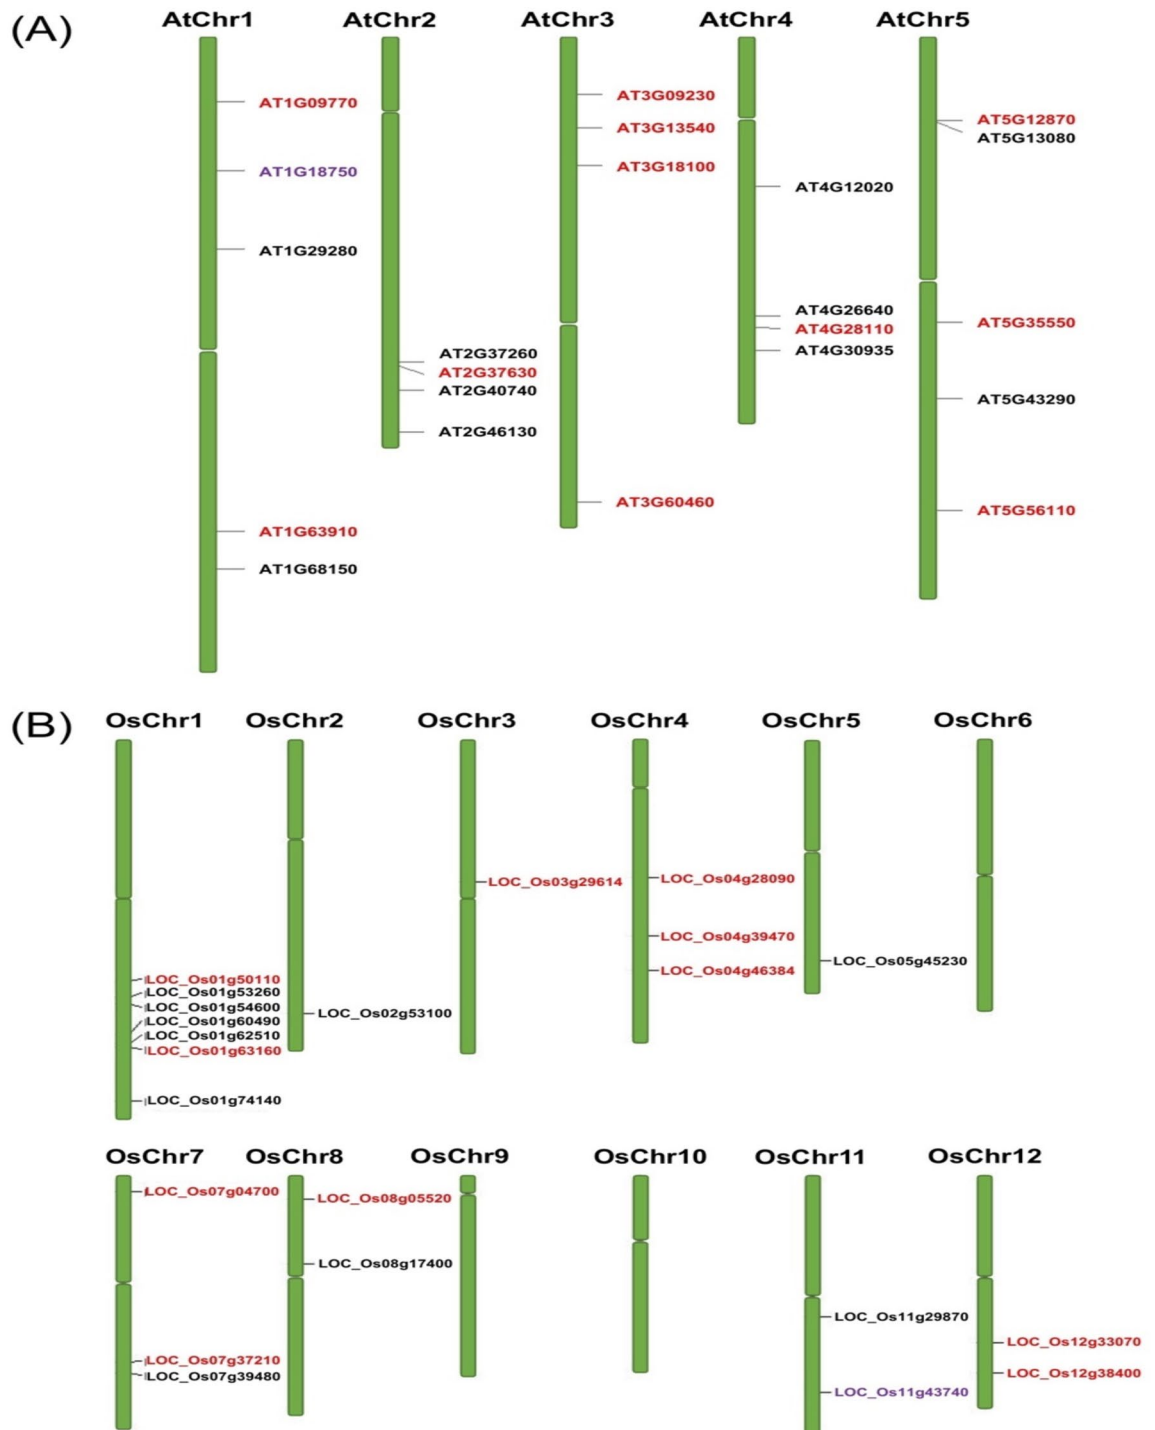 (A)
AtChr1 AtChr2 AtChr3 AtChr4 AtChr5
AT1G09770
AT1G18750
AT1G29280
AT1G63910
AT1G68150
AT2G37260
AT2G37630
AT2G40740
AT2G46130
AT3G09230
AT3G13540
AT3G18100
AT3G60460
AT4G12020
AT4G26640
AT4G28110
AT4G30935
AT5G12870
AT5G13080
AT5G35550
AT5G43290
AT5G56110
(B)
OsChr1 OsChr2 OsChr3 OsChr4 OsChr5 OsChr6
LOC_Os01g50110
LOC_Os01g53260
LOC_Os01g54600
LOC_Os01g60490
LOC_Os01g62510
LOC_Os01g63160
LOC_Os01g74140
LOC_Os02g53100
LOC_Os03g29614
LOC_Os04g28090
LOC_Os04g39470
LOC_Os04g46384
LOC_Os05g45230
OsChr7 OsChr8 OsChr9 OsChr10 OsChr11 OsChr12
LOC_Os07g04700
LOC_Os07g37210
LOC_Os07g39480
LOC_Os08g05520
LOC_Os08g17400
LOC_Os11g29870
LOC_Os11g43740
LOC_Os12g33070
LOC_Os12g38400